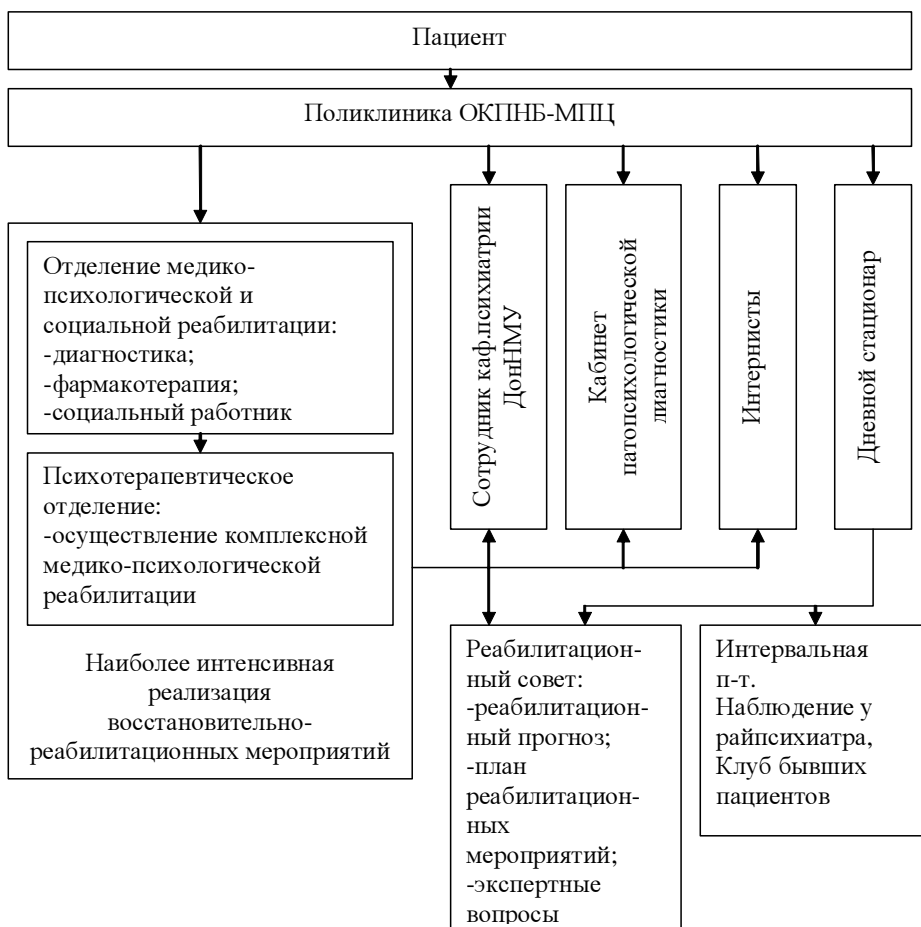 Пациент
Поликлиника ОКПНБ-МПЦ
Отделение медико-
психологической и
социальной реабилитации:
-диагностика;
-фармакотерапия;
-социальный работник
Психотерапевтическое
отделение:
-осуществление комплексной
медико-психологической
реабилитации
Наиболее интенсивная
реализация
восстановительно-
реабилитационных мероприятий
Сотрудник каф.психиатрии
ДонНМУ
Кабинет
патопсихологической
лиагностики
Интернисты
Дневной стационар
Реабилитацион-
ный совет:
-реабилитацион-
ный прогноз;
-план
реабилитацион-
ных
мероприятий;
-экспертные
вопросы
Интервальная
п-т.
Наблюдение у
райпсихиатра,
Клуб бывших
пациентов